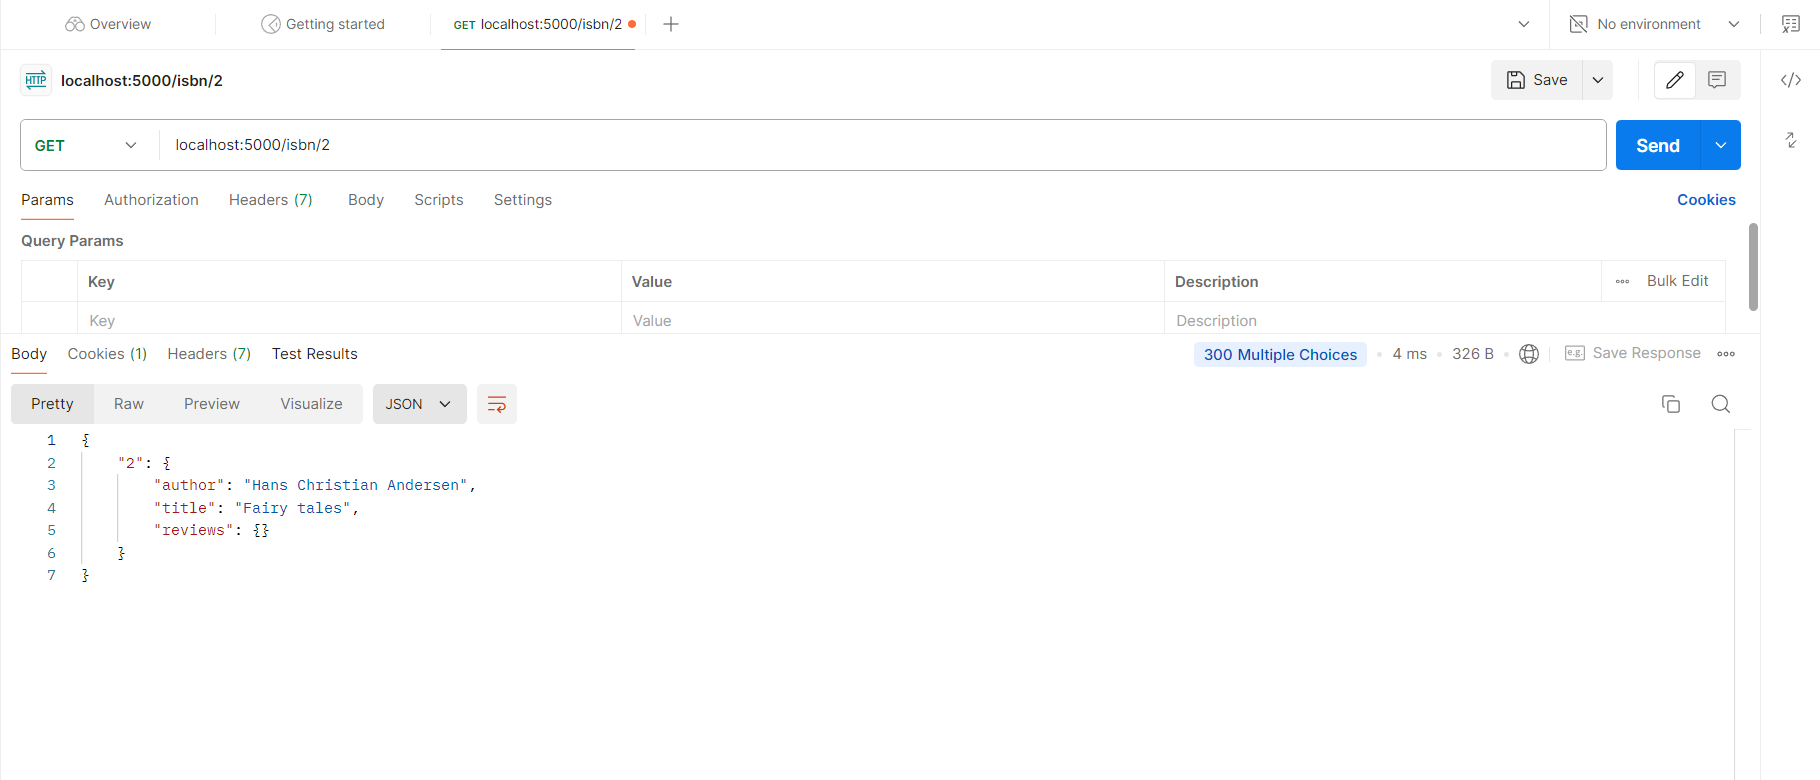 Overview Getting started GET localhost:5000/isbn/2 No environment
HTTP localhost:5000/isbn/2 Save
GET localhost:5000/isbn/2 Send
Params Authorization Headers (7) Body Scripts Settings Cookies
Query Params
Key Value Description Bulk Edit
Key Value Description
Body Cookies (1) Headers (7) Test Results 300 Multiple Choices 4 ms 326 B e.g. Save Response
Pretty Raw Preview Visualize JSON
1 {
2 "2": {
3 "author": "Hans Christian Andersen",
4 "title": "Fairy tales",
5 "reviews": {}
6 }
7 }